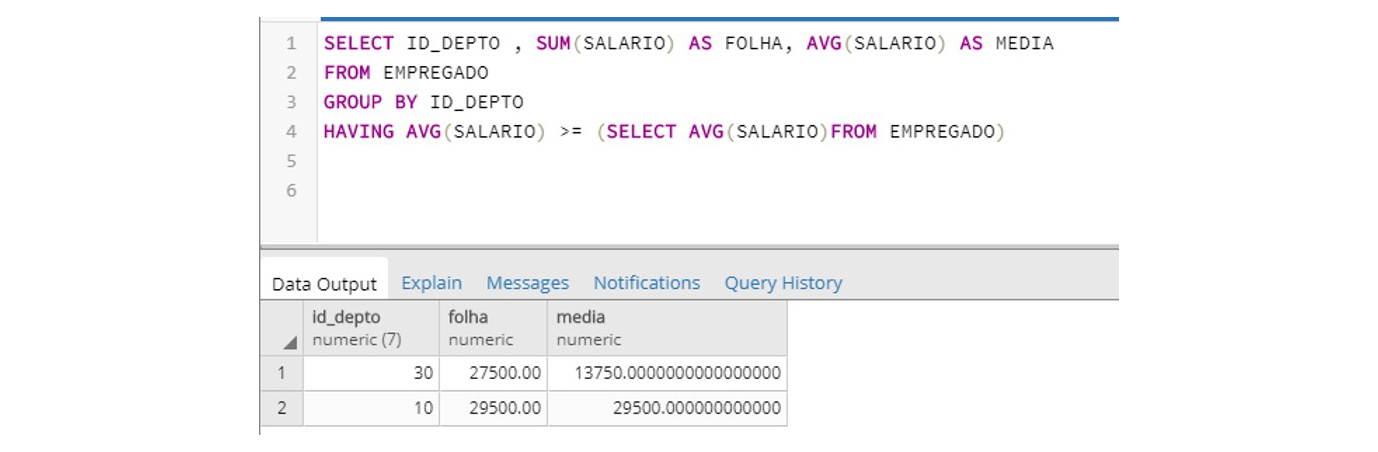 1 SELECT ID_DEPTO , SUM(SALARIO) AS FOLHA, AVG(SALARIO) AS MEDIA
2 FROM EMPREGADO
3 GROUP BY ID_DEPTO
4 HAVING AVG(SALARIO) >= (SELECT AVG(SALARIO)FROM EMPREGADO)
5
6
Data Output Explain Messages Notifications Query History
id_depto folha media
numeric (7) numeric numeric
1 30 27500.00 13750.0000000000000000
2 10 29500.00 29500.000000000000